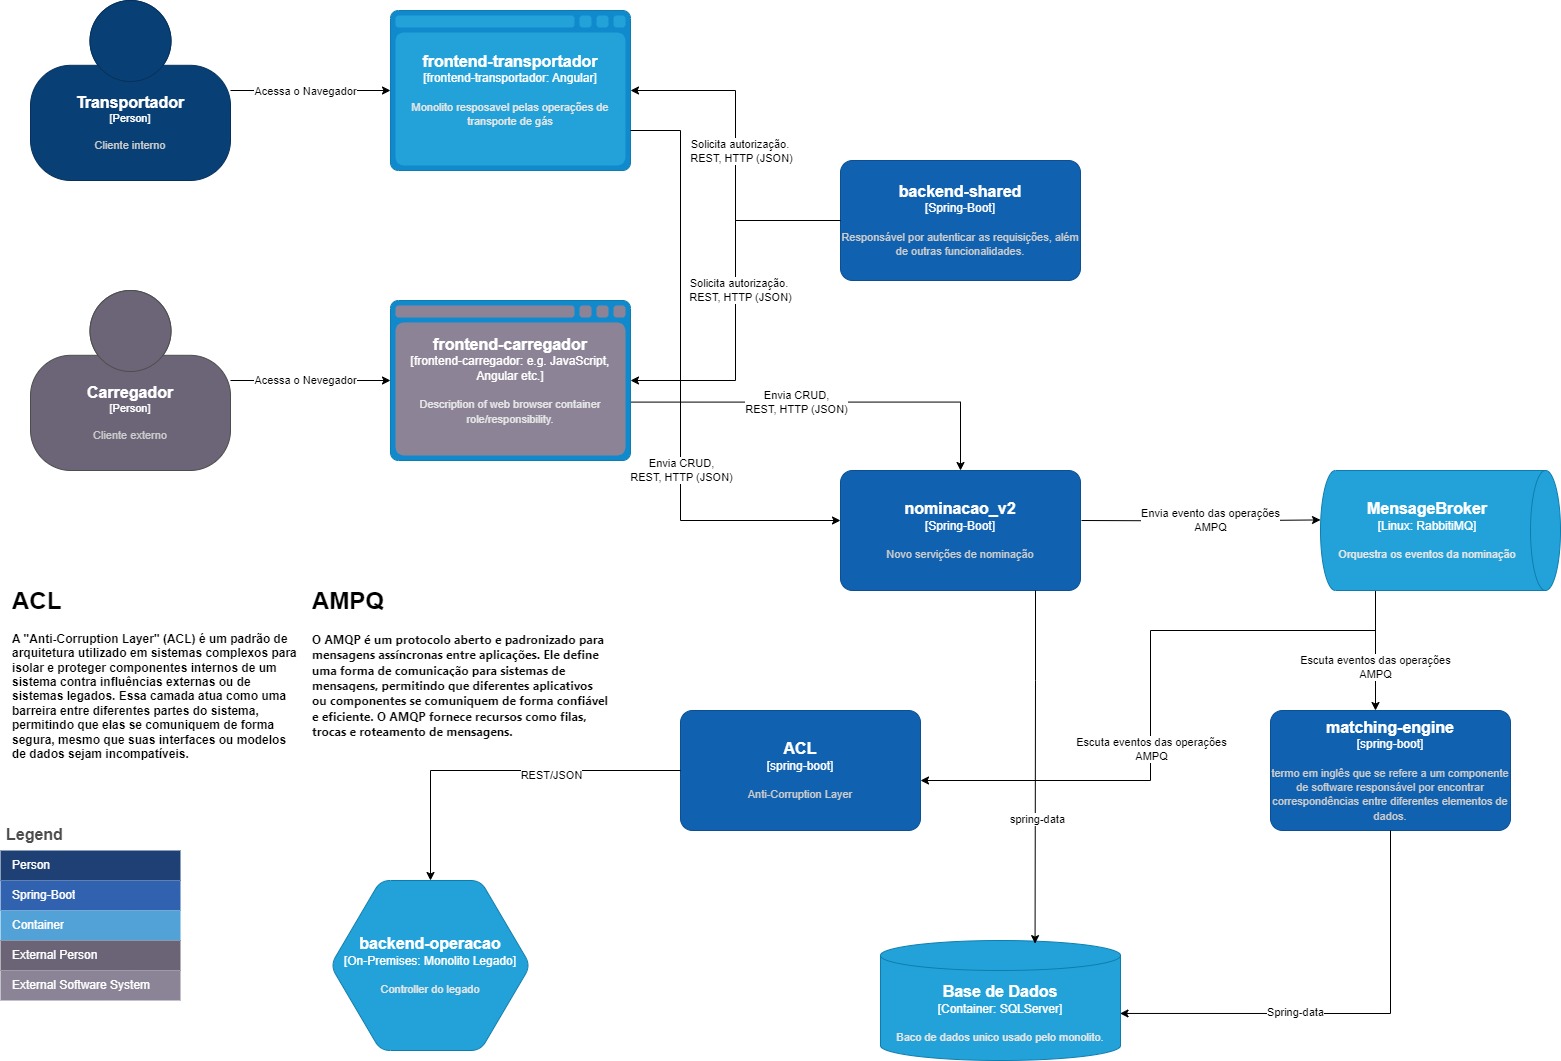 Transportador
[Person]
Cliente interno
Acessa o Navegador
frontend-transportador
[frontend-transportador: Angular]
Monolito resposavel pelas operações de
transporte de gás
Solicita autorização.
REST, HTTP (JSON)
backend-shared
[Spring-Boot]
Responsável por autenticar as requisições, além
de outras funcionalidades.
Solicita autorização.
REST, HTTP (JSON)
Carregador
[Person]
Cliente externo
Acessa o Nevegador
frontend-carregador
[frontend-carregador: e.g. JavaScript,
Angular etc.]
Description of web browser container
role/responsibility.
Envia CRUD,
REST, HTTP (JSON)
Envia CRUD,
REST, HTTP (JSON)
nominacao_v2
[Spring-Boot]
Novo servições de nominação
Envia evento das operações
AMPQ
MessageBroker
[Linux: RabbitiMQ]
Orquestra os eventos da nominação
ACL
A "Anti-Corruption Layer" (ACL) é um padrão de
arquitetura utilizado em sistemas complexos para
isolar e proteger componentes internos de um
sistema contra influências externas ou de
sistemas legados. Essa camada atua como uma
barreira entre diferentes partes do sistema,
permitindo que elas se comuniquem de forma
segura, mesmo que suas interfaces ou modelos
de dados sejam incompatíveis.
AMPQ
O AMQP é um protocolo aberto e padronizado para
mensagens assíncronas entre aplicações. Ele define
uma forma de comunicação para sistemas de
mensagens, permitindo que diferentes aplicativos
ou componentes se comuniquem de forma confiável
e eficiente. O AMQP fornece recursos como filas,
trocas e roteamento de mensagens.
Escuta eventos das operações
AMPQ
Escuta eventos das operações
AMPQ
ACL
[spring-boot]
Anti-Corruption Layer
matching-engine
[spring-boot]
termo em inglês que se refere a um componente
de software responsável por encontrar
correspondências entre diferentes elementos de
dados.
REST/JSON
spring-data
Legend
Person
Spring-Boot
Container
External Person
External Software System
backend-operacao
[On-Premises: Monolito Legado]
Controller do legado
Base de Dados
[Container: SQLServer]
Baco de dados unico usado pelo monolito.
Spring-data